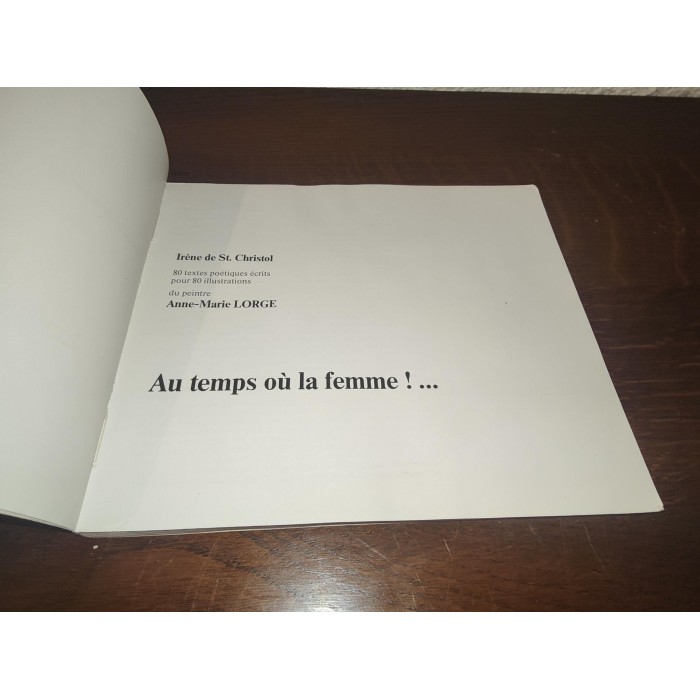 Irène de St. Christol
80 textes poétiques écrits
pour 80 illustrations
du peintre
Anne-Marie LORGE
Au temps où la femme ! ...